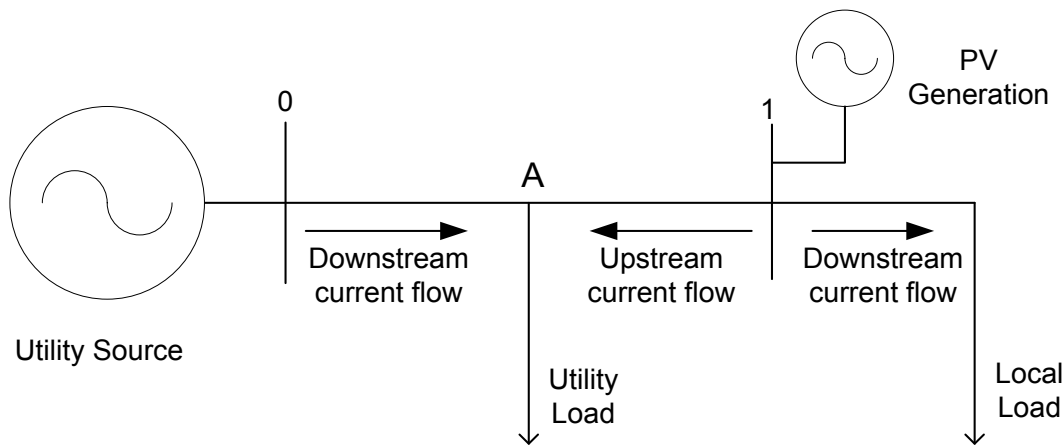 PV
Generation
0
1
A
Downstream
current flow
Upstream
current flow
Downstream
current flow
Utility Source
Utility
Load
Local
Load